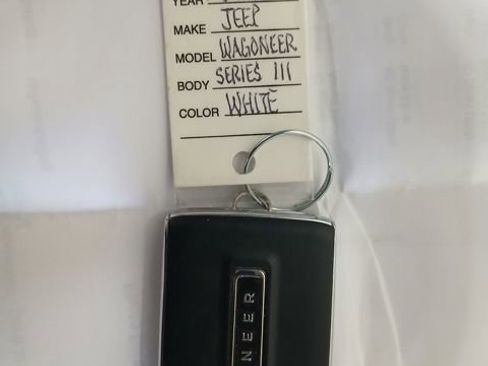 YEAR
MAKE JEEP
MODEL WAGONEER
BODY SERIES III
COLOR WHITE
NEER